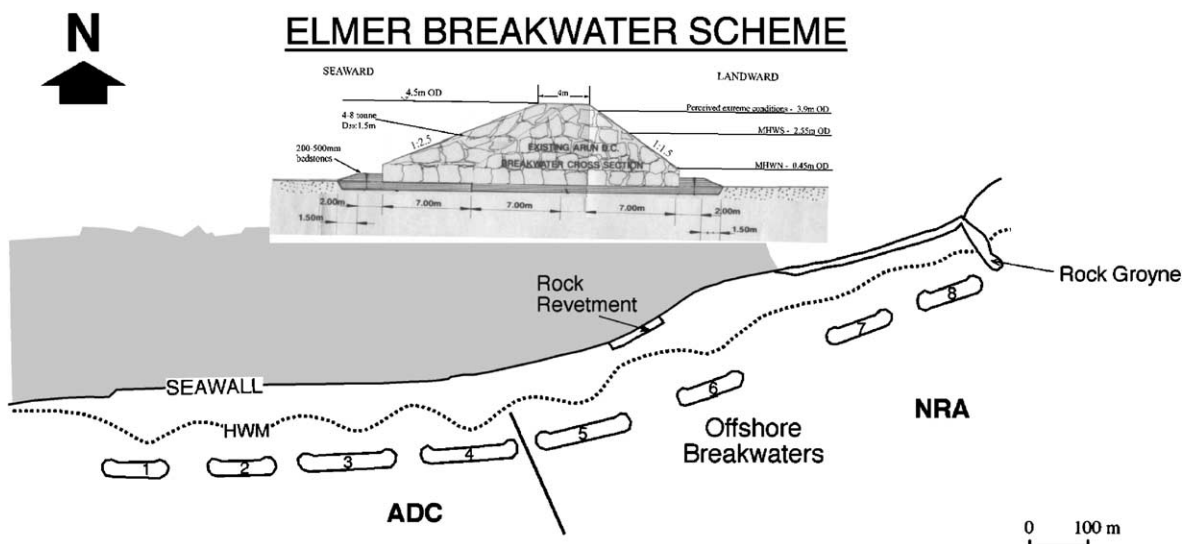 N
ELMER BREAKWATER SCHEME
SEAWARD
LANDWARD
4.5m OD
4m
Perceived extreme conditions - 3.9m OD
4-8 tonne
MHWS - 2.55m OD
1:2.5
1:1.5
200-500mm
bedstones
EXISTING ARUN D.C.
BREAKWATER CROSS SECTION
MHWN - 0.45m OD
2.00m
7.00m
7.00m
7.00m
2.00m
1.50m
1.50m
Rock
Revetment
Rock Groyne
8
7
6
SEAWALL
HWM
NRA
Offshore
Breakwaters
1
2
3
4
5
ADC
0 100 m